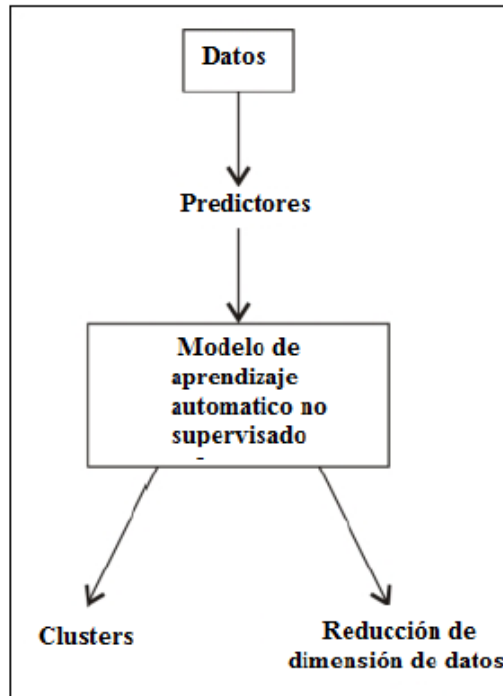 Datos
Predictores
Modelo de
aprendizaje
automatico no
supervisado
Clusters
Reducción de
dimensión de datos